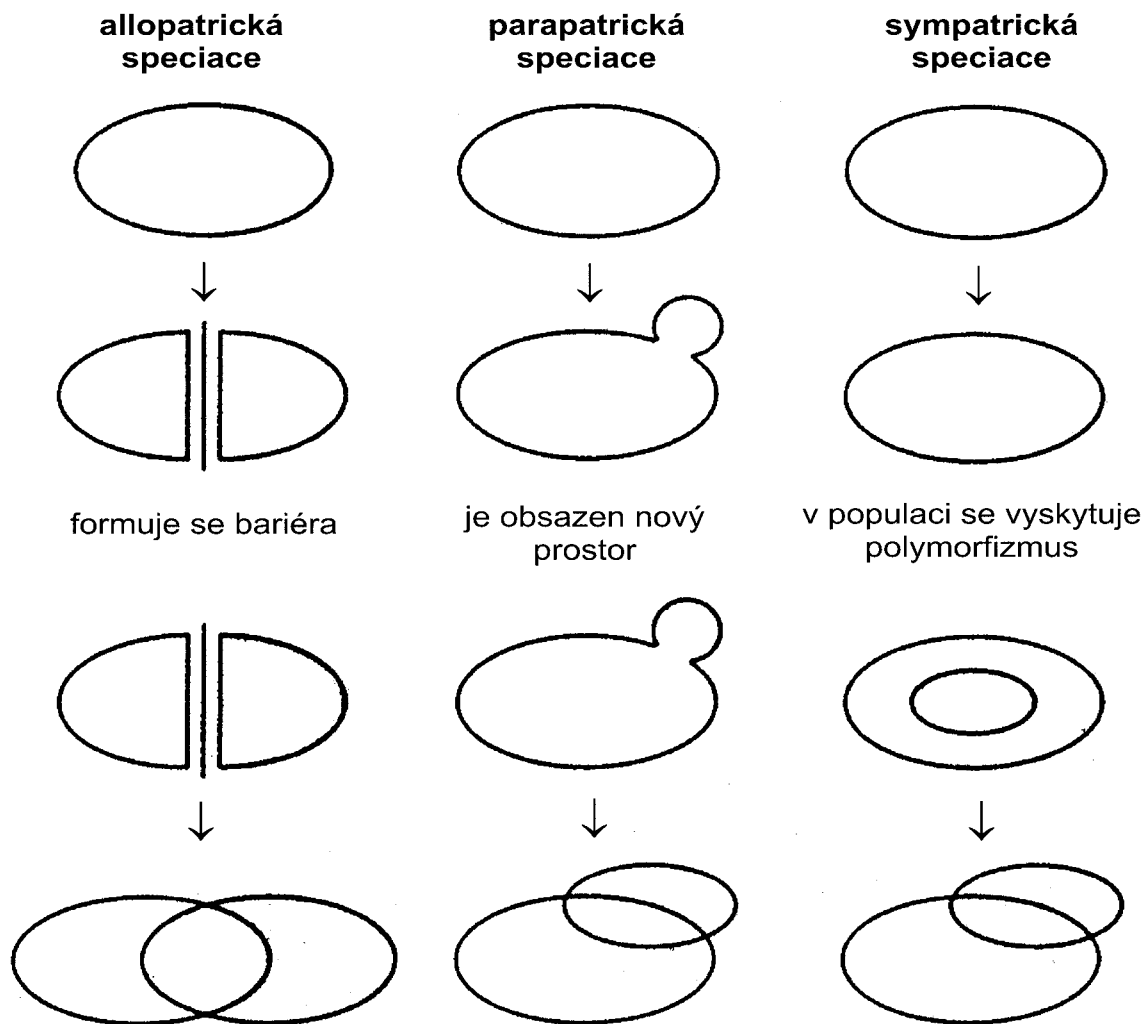 allopatrická
speciace
parapatrická
speciace
sympatrická
speciace
formuje se bariéra
je obsazen nový
prostor
v populaci se vyskytuje
polymorfizmus